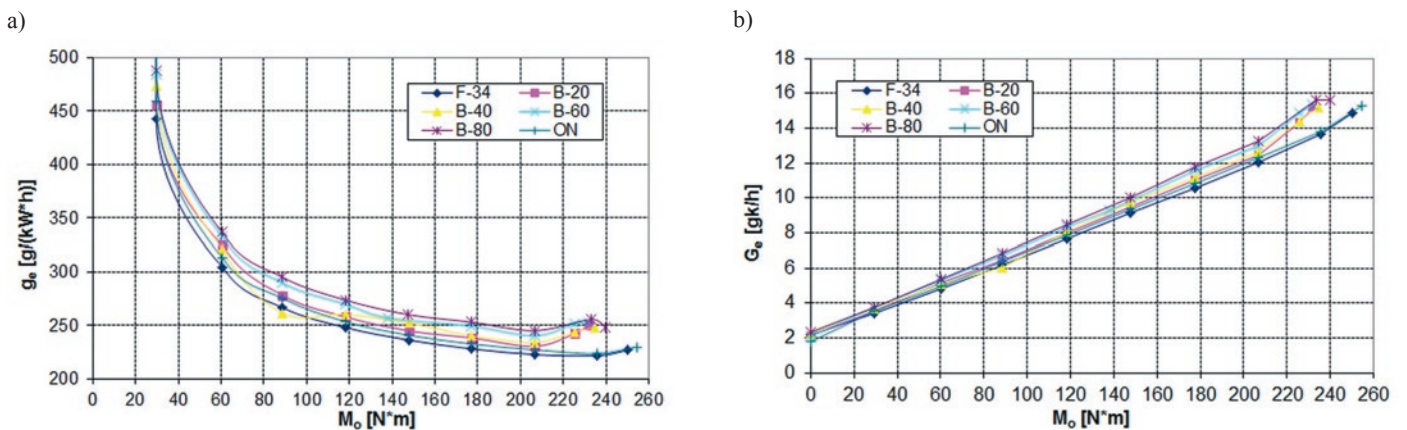 a)
b)
500
450
400
350
300
250
200
gₑ [g/(kW*h)]
F-34 B-20
B-40 B-60
B-80 ON
0 20 40 60 80 100 120 140 160 180 200 220 240 260
Mₒ [N*m]
18
16
14
12
10
8
6
4
2
0
Gₑ [gk/h]
F-34 B-20
B-40 B-60
B-80 ON
0 20 40 60 80 100 120 140 160 180 200 220 240 260
Mₒ [N*m]